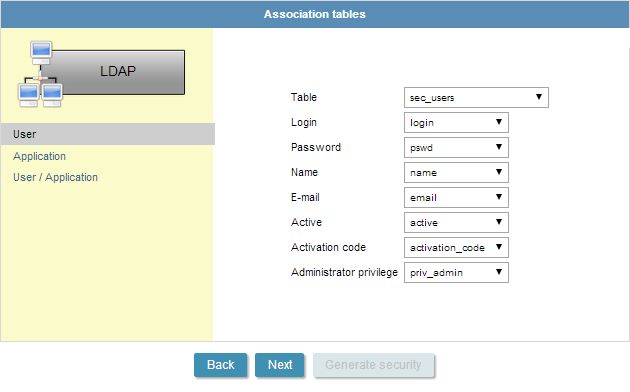 Association tables
LDAP
User
Application
User / Application
Table sec_users
Login login
Password pswd
Name name
E-mail email
Active active
Activation code activation_code
Administrator privilege priv_admin
Back Next Generate security